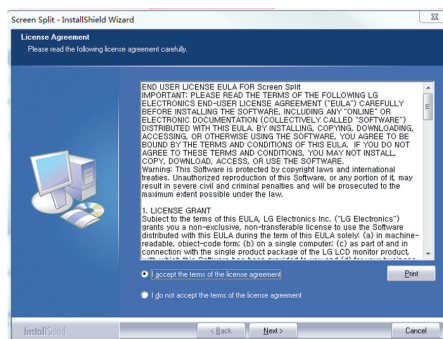 Screen Split - InstallShield Wizard
License Agreement
Please read the following license agreement carefully.
END USER LICENSE EULA FOR Screen Split
IMPORTANT: PLEASE READ THE TERMS OF THE FOLLOWING LG
ELECTRONICS END-USER LICENSE AGREEMENT ("EULA") CAREFULLY
BEFORE INSTALLING THE SOFTWARE, INCLUDING ANY "ONLINE" OR
ELECTRONIC DOCUMENTATION (COLLECTIVELY CALLED "SOFTWARE")
DISTRIBUTED WITH THIS EULA. BY INSTALLING, COPYING, DOWNLOADING,
ACCESSING, OR OTHERWISE USING THE SOFTWARE, YOU AGREE TO BE
BOUND BY THE TERMS AND CONDITIONS OF THIS EULA. IF YOU DO NOT
AGREE TO THESE TERMS AND CONDITIONS, YOU MAY NOT INSTALL,
COPY, DOWNLOAD, ACCESS, OR USE THE SOFTWARE.
Warning: This Software is protected by copyright laws and international
treaties. Unauthorized reproduction of this Software, or any portion of it, may
result in severe civil and criminal penalties and will be prosecuted to the
maximum extent possible under the law.
1. LICENSE GRANT
Subject to the terms of this EULA, LG Electronics Inc. ("LG Electronics")
grants you a non-exclusive, non-transferable license to use the Software
distributed with this EULA during the term of this EULA solely: (a) in machine-
readable, object-code form; (b) on a single computer; (c) as part of and in
connection with the single product package of the LG LCD monitor product,
I accept the terms of the license agreement
Print
I do not accept the terms of the license agreement
InstallShield
< Back
Next >
Cancel